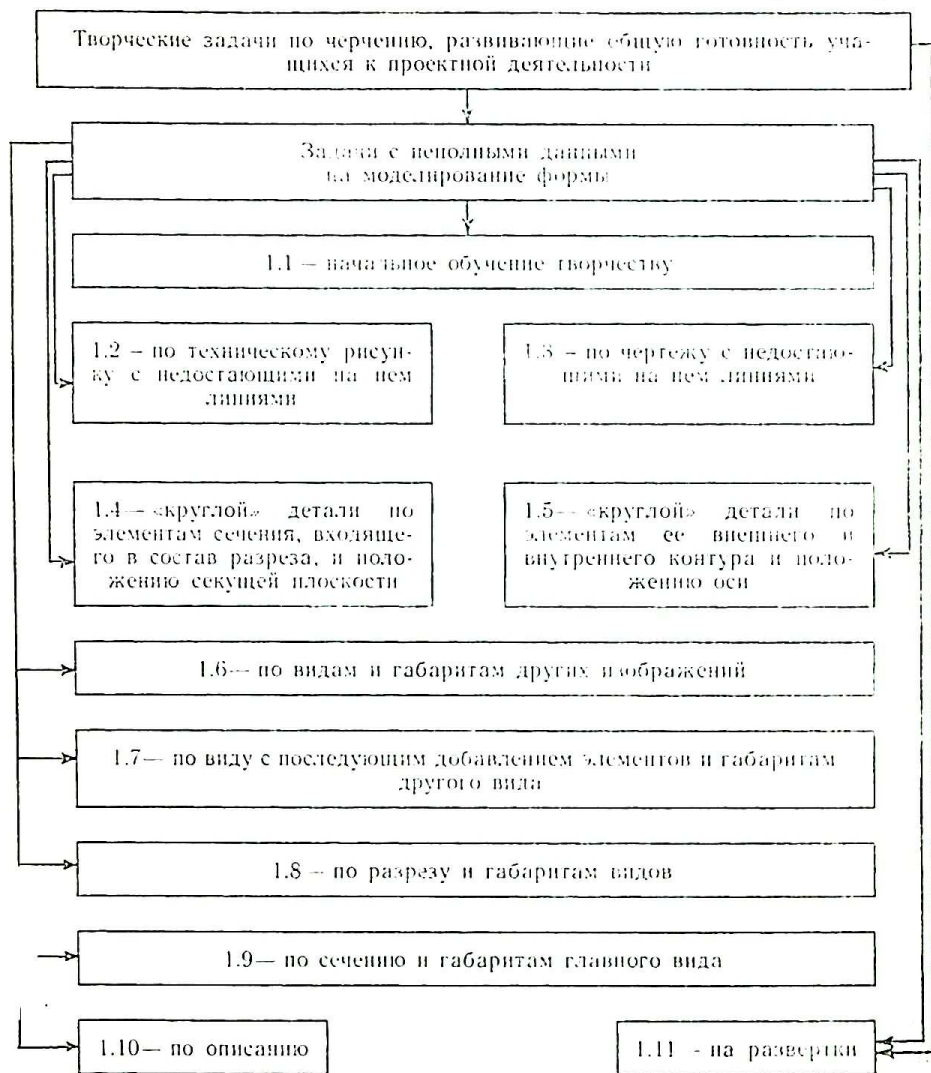 Творческие задачи по черчению, развивающие общую готовность уча-
щихся к проектной деятельности
Задачи с неполными данными
на моделирование формы
1.1 — начальное обучение творчеству
1.2 — по техническому рисун-
ку с недостающими на нем
линиями
1.3 — по чертежу с недостаю-
щими на нем линиями
1.4— «круглой» детали по
элементам сечения, входяще-
го в состав разреза, и поло-
жению секущей плоскости
1.5— «круглой» детали по
элементам ее внешнего и
внутреннего контура и поло-
жению оси
1.6— по видам и габаритам других изображений
1.7— по виду с последующим добавлением элементов и габаритам
другого вида
1.8 — по разрезу и габаритам видов
1.9— по сечению и габаритам главного вида
1.10— по описанию
1.11 - на развертки